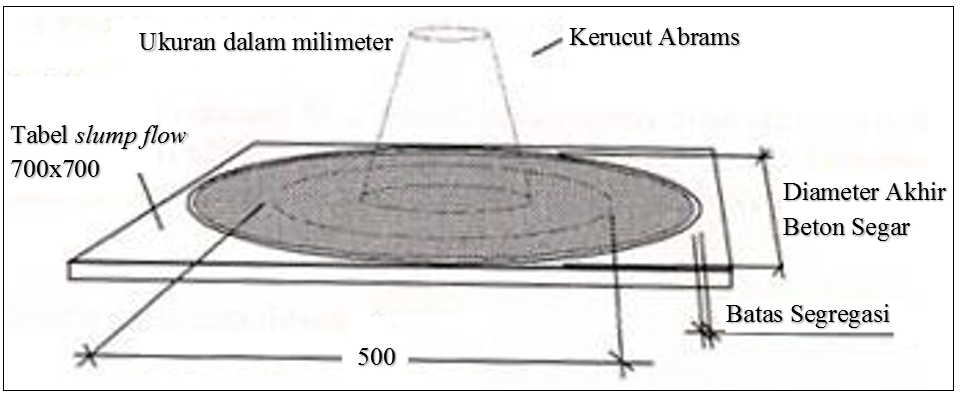 Ukuran dalam milimeter
Kerucut Abrams
Tabel slump flow
700x700
Diameter Akhir
Beton Segar
Batas Segregasi
500